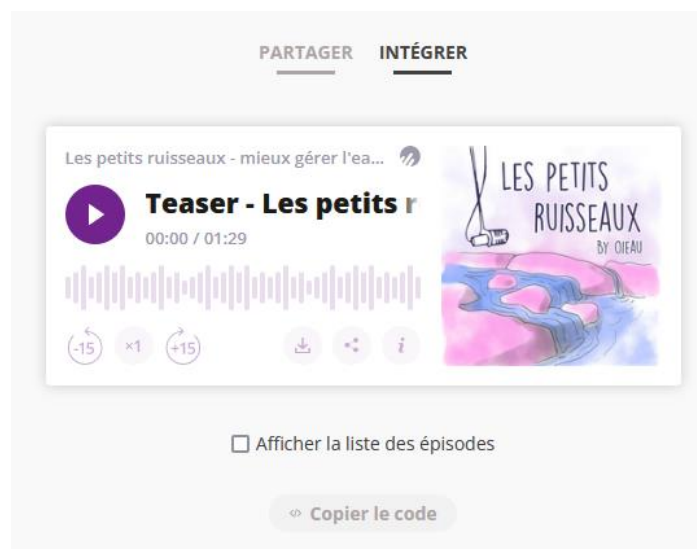 PARTAGER INTÉGRER
Les petits ruisseaux - mieux gérer l'ea...
Teaser - Les petits r
00:00 / 01:29
-15 ×1 +15
i
LES PETITS
RUISSEAUX
BY OIEAU
Afficher la liste des épisodes
</> Copier le code